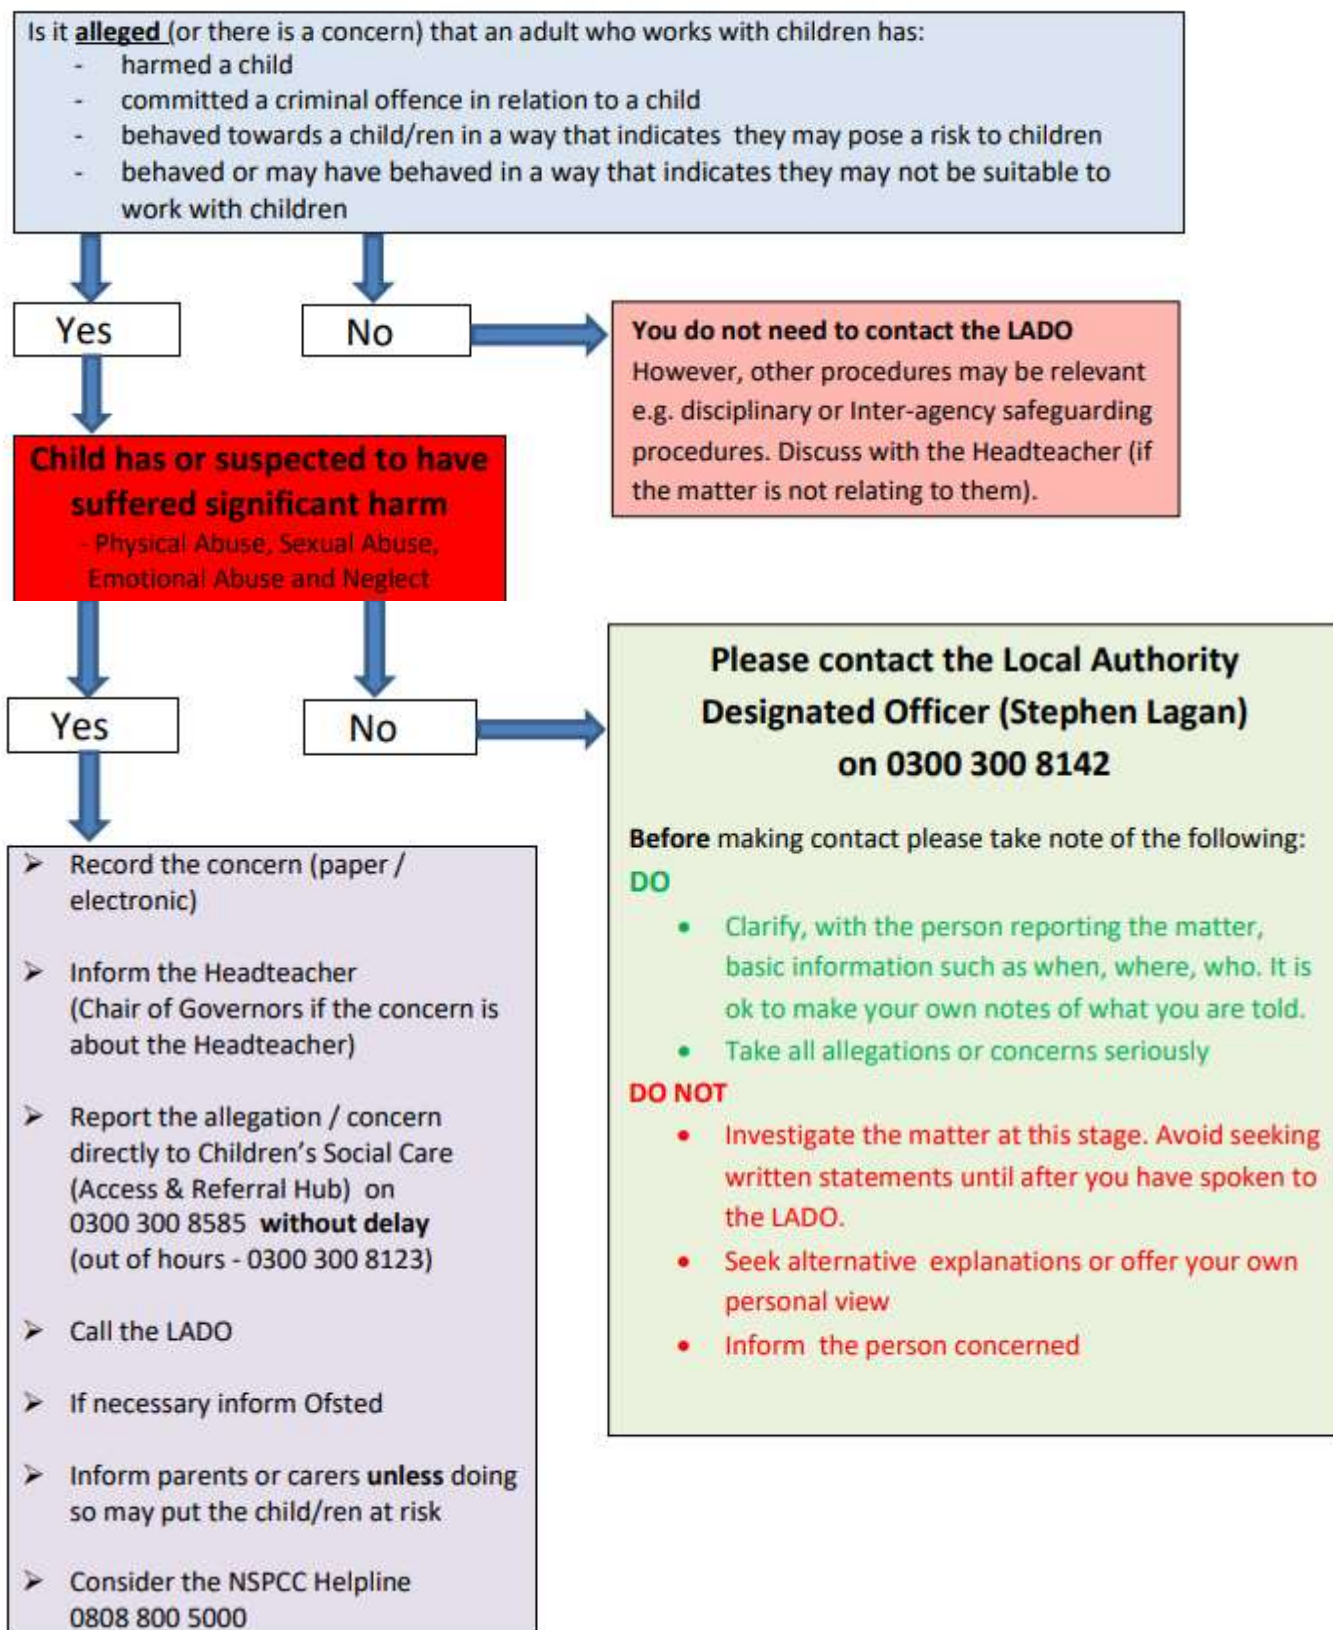 Is it alleged (or there is a concern) that an adult who works with children has:
- harmed a child
- committed a criminal offence in relation to a child
- behaved towards a child/ren in a way that indicates they may pose a risk to children
- behaved or may have behaved in a way that indicates they may not be suitable to
work with children
Yes
No
You do not need to contact the LADO
However, other procedures may be relevant
e.g. disciplinary or Inter-agency safeguarding
procedures. Discuss with the Headteacher (if
the matter is not relating to them).
Child has or suspected to have
suffered significant harm
- Physical Abuse, Sexual Abuse,
Emotional Abuse and Neglect
Yes
No
Please contact the Local Authority
Designated Officer (Stephen Lagan)
on 0300 300 8142
Before making contact please take note of the following:
DO
• Clarify, with the person reporting the matter,
basic information such as when, where, who. It is
ok to make your own notes of what you are told.
• Take all allegations or concerns seriously
DO NOT
• Investigate the matter at this stage. Avoid seeking
written statements until after you have spoken to
the LADO.
• Seek alternative explanations or offer your own
personal view
• Inform the person concerned
➢ Record the concern (paper /
electronic)
➢ Inform the Headteacher
(Chair of Governors if the concern is
about the Headteacher)
➢ Report the allegation / concern
directly to Children's Social Care
(Access & Referral Hub) on
0300 300 8585 without delay
(out of hours - 0300 300 8123)
➢ Call the LADO
➢ If necessary inform Ofsted
➢ Inform parents or carers unless doing
so may put the child/ren at risk
➢ Consider the NSPCC Helpline
0808 800 5000